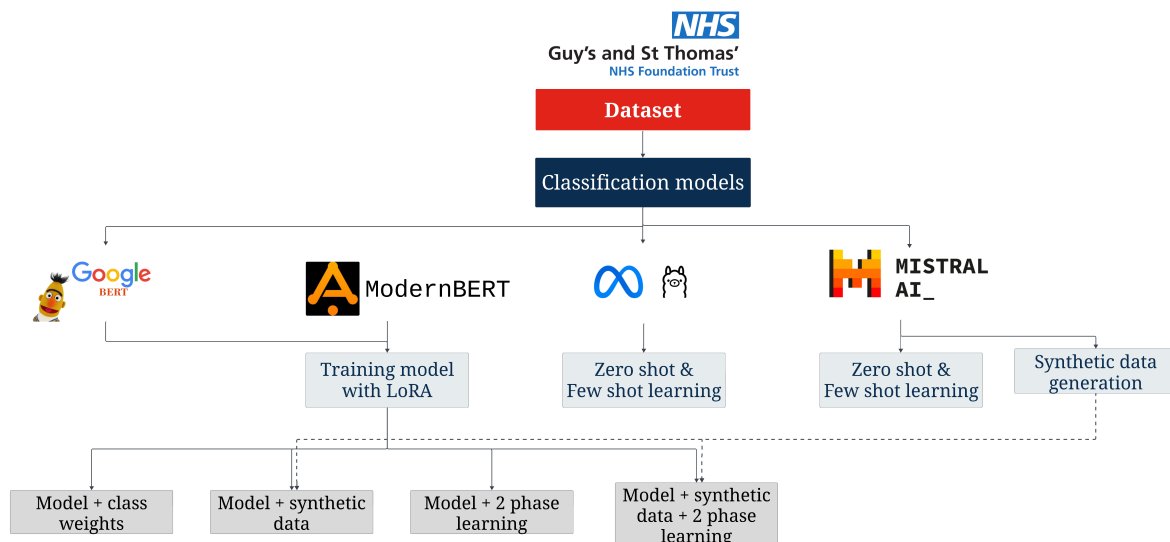 NHS
Guy's and St Thomas'
NHS Foundation Trust
Dataset
Classification models
Google
BERT
ModernBERT
MISTRAL
AI_
Training model
with LoRA
Zero shot &
Few shot learning
Zero shot &
Few shot learning
Synthetic data
generation
Model + class
weights
Model + synthetic
data
Model + 2 phase
learning
Model + synthetic
data + 2 phase
learning